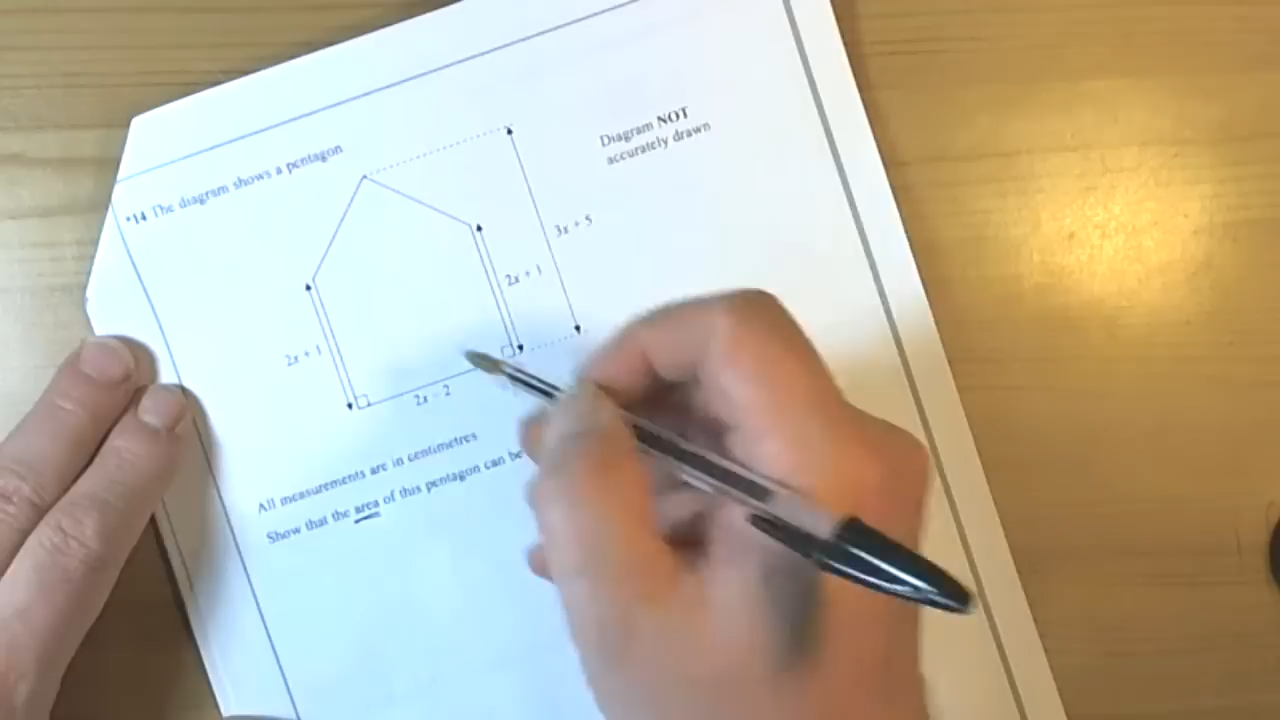 *14 The diagram shows a pentagon
Diagram NOT
accurately drawn
3x + 5
2x + 1
2x + 1
2x - 2
All measurements are in centimetres
Show that the area of this pentagon can be